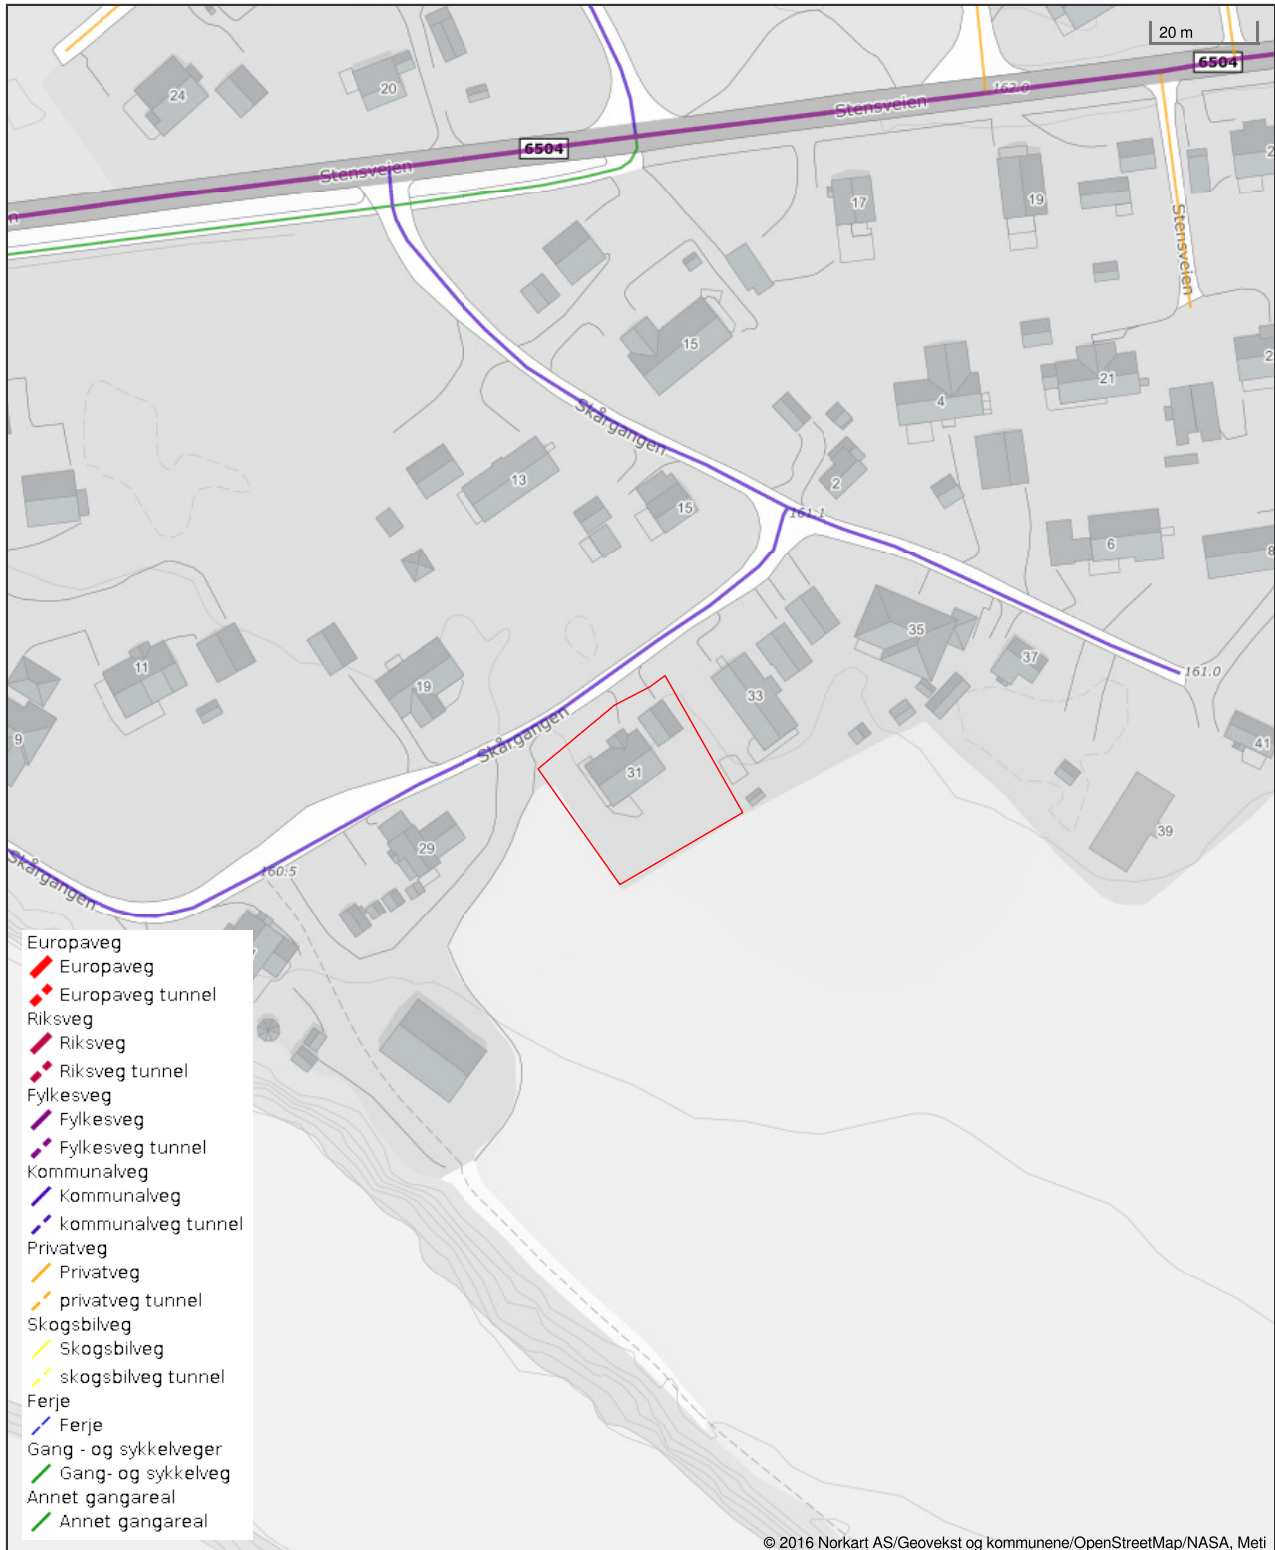 20 m
6504
162.0
Stensveien
20
24
6504
Stensveien
n
2
19
17
Stensveien
15
21
2
4
Skårgangen
13
2
15
161.1
6
8
35
37
11
19
161.0
33
9
Skårgangen
31
41
39
29
Skårgangen
160.5
Europaveg
Europaveg
Europaveg tunnel
Riksveg
Riksveg
Riksveg tunnel
Fylkesveg
Fylkesveg
Fylkesveg tunnel
Kommunalveg
Kommunalveg
kommunalveg tunnel
Privatveg
Privatveg
privatveg tunnel
Skogsbilveg
Skogsbilveg
skogsbilveg tunnel
Ferje
Ferje
Gang - og sykkelveger
Gang- og sykkelveg
Annet gangareal
Annet gangareal
© 2016 Norkart AS/Geovekst og kommunene/OpenStreetMap/NASA, Meti